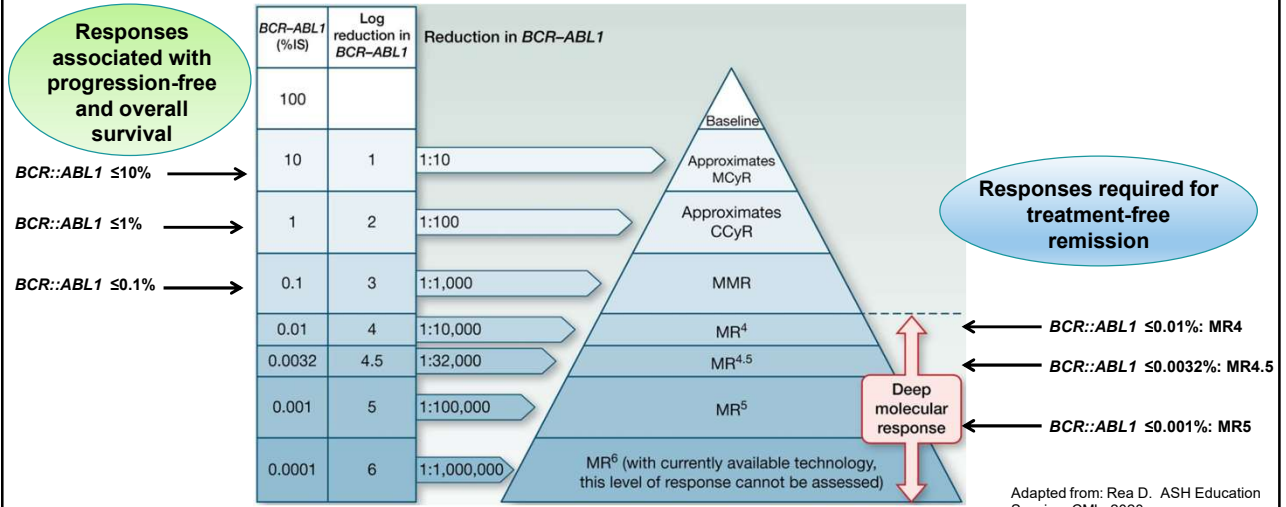 Responses
associated with
progression-free
and overall
survival
BCR::ABL1 ≤10%
BCR::ABL1 ≤1%
BCR::ABL1 ≤0.1%
BCR–ABL1
(%IS)
Log
reduction in
BCR–ABL1
Reduction in BCR–ABL1
100
10 1 1:10
1 2 1:100
0.1 3 1:1,000
0.01 4 1:10,000
0.0032 4.5 1:32,000
0.001 5 1:100,000
0.0001 6 1:1,000,000
Baseline
Approximates
MCyR
Approximates
CCyR
MMR
MR⁴
MR⁴·⁵
MR⁵
MR⁶ (with currently available technology,
this level of response cannot be assessed)
Deep
molecular
response
Responses required for
treatment-free
remission
BCR::ABL1 ≤0.01%: MR4
BCR::ABL1 ≤0.0032%: MR4.5
BCR::ABL1 ≤0.001%: MR5
Adapted from: Rea D. ASH Education